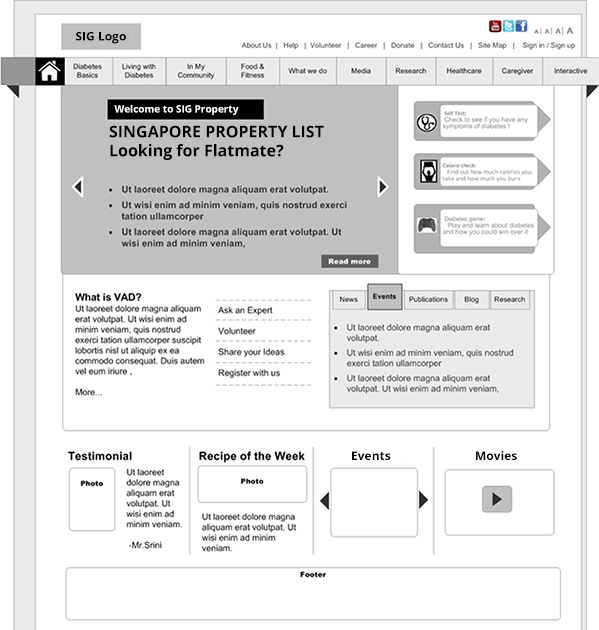 SIG Logo
You Tube
A | A | A | A
About Us | Help | Volunteer | Career | Donate | Contact Us | Site Map | Sign in / Sign up
Diabetes Basics
Living with Diabetes
In My Community
Food & Fitness
What we do
Media
Research
Healthcare
Caregiver
Interactive
Welcome to SIG Property
SINGAPORE PROPERTY LIST
Looking for Flatmate?
• Ut laoreet dolore magna aliquam erat volutpat.
• Ut wisi enim ad minim veniam, quis nostrud exerci
tation ullamcorper
• Ut laoreet dolore magna aliquam erat volutpat. Ut
wisi enim ad minim veniam,
Read more
Self Test:
Check to see if you have any
symptoms of diabetes !
Calorie check:
Find out how much calories you
take and how much you burn
Diabetes game:
Play and learn about diabetes
and how you could win over it
What is VAD?
Ut laoreet dolore magna aliquam
erat volutpat. Ut wisi enim ad
minim veniam, quis nostrud
exerci tation ullamcorper suscipit
lobortis nisl ut aliquip ex ea
commodo consequat. Duis autem
vel eum iriure ,
More...
Ask an Expert
Volunteer
Share your Ideas
Register with us
News
Events
Publications
Blog
Research
• Ut laoreet dolore magna aliquam erat
volutpat.
• Ut wisi enim ad minim veniam, quis nostrud
exerci tation ullamcorper
• Ut laoreet dolore magna aliquam erat
volutpat. Ut wisi enim ad minim veniam,
Testimonial
Photo
Ut laoreet
dolore magna
aliquam erat
volutpat. Ut
wisi enim ad
minim veniam.
-Mr.Srini
Recipe of the Week
Photo
Ut laoreet dolore magna
aliquam erat volutpat. Ut
wisi enim ad minim
veniam.
Events
Movies
Footer